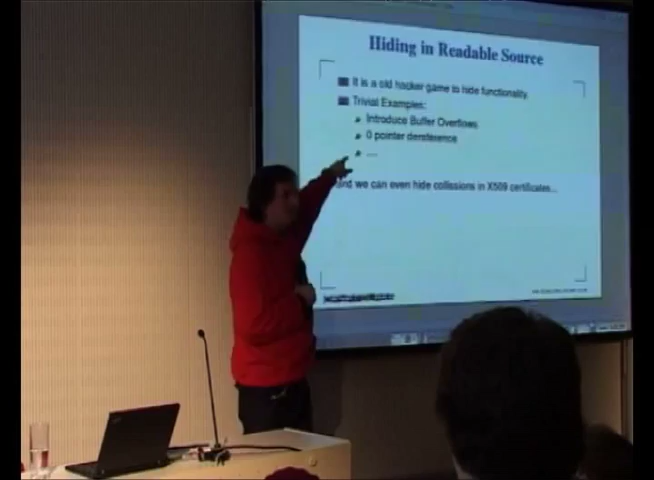 Hiding in Readable Source
It is a old hacker game to hide functionality.
Trivial Examples:
Introduce Buffer Overflows
0 pointer dereference
....
and we can even hide collissions in X509 certificates...